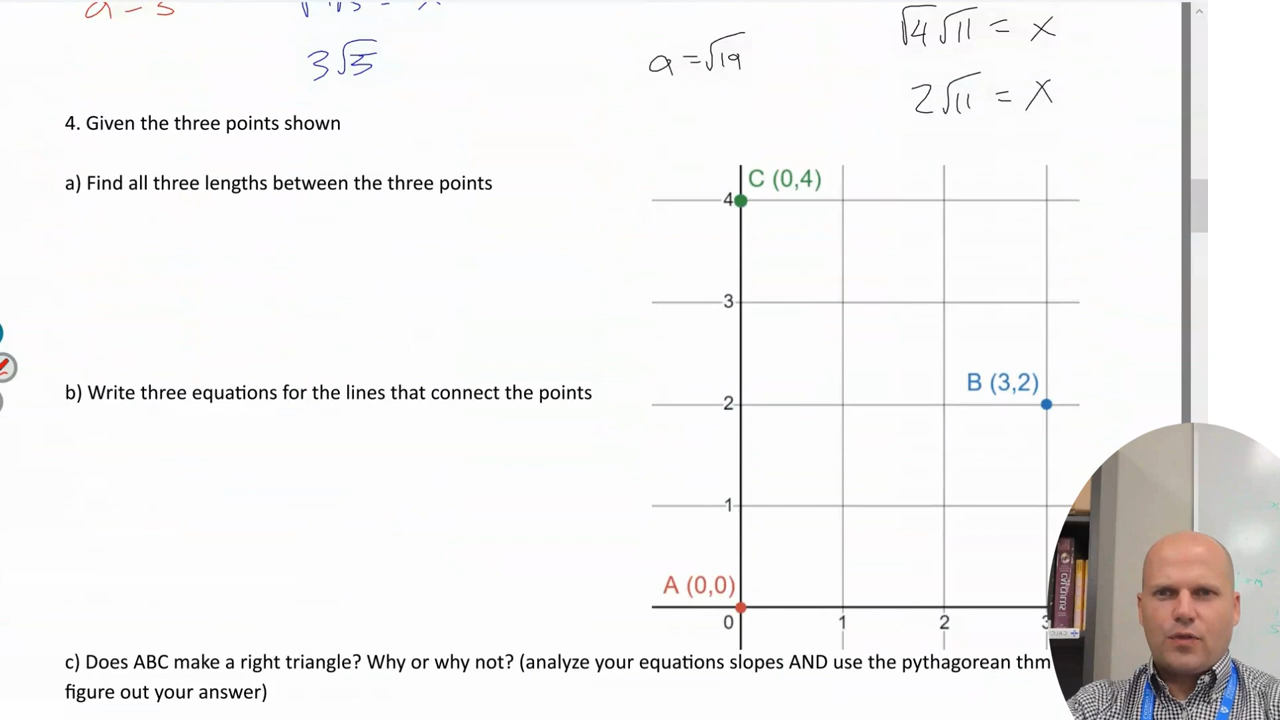 3√5
a = √19
√4 √11 = x
2√11 = x
4. Given the three points shown
a) Find all three lengths between the three points
b) Write three equations for the lines that connect the points
C (0,4)
4
3
B (3,2)
2
1
A (0,0)
0 1 2 3
c) Does ABC make a right triangle? Why or why not? (analyze your equations slopes AND use the pythagorean thm
figure out your answer)